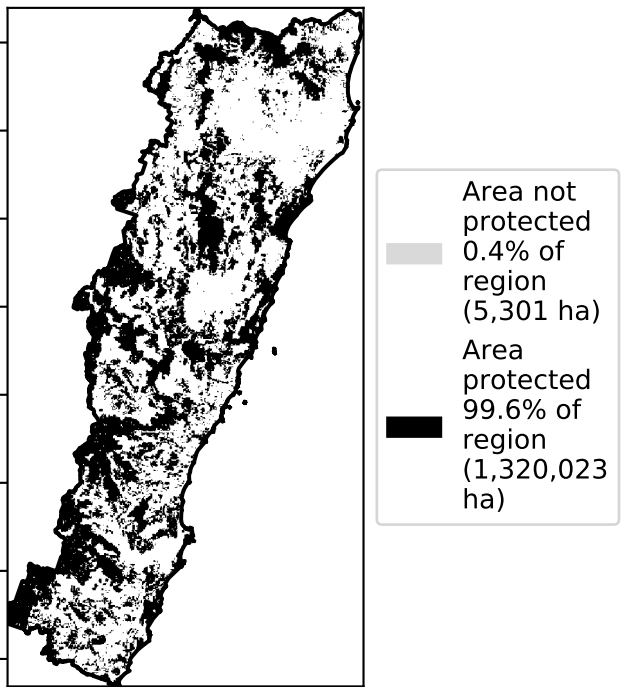 Area not
protected
0.4% of
region
(5,301 ha)
Area
protected
99.6% of
region
(1,320,023
ha)